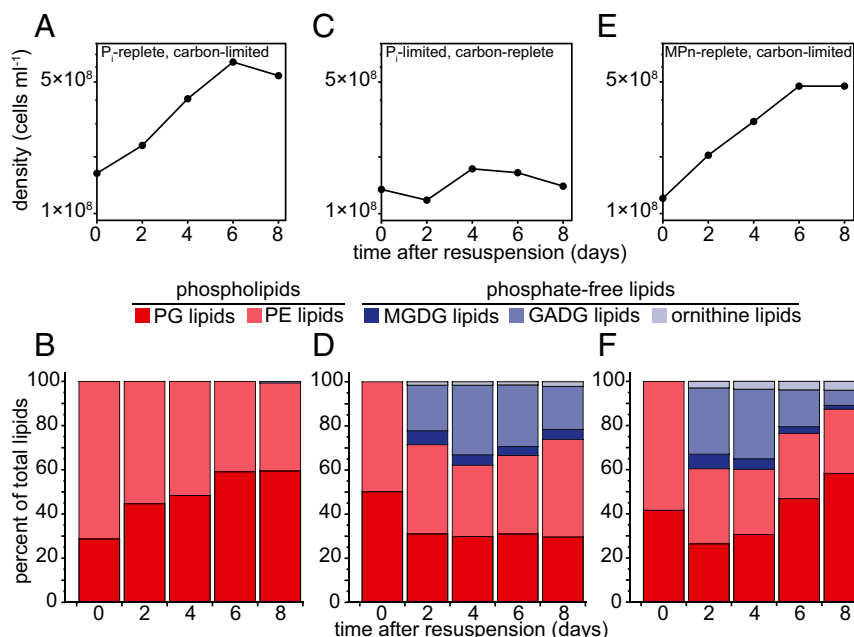 A C E
Pi-replete, carbon-limited Pi-limited, carbon-replete MPn-replete, carbon-limited
density (cells ml-1)
5×10⁸ 5×10⁸ 5×10⁸
1×10⁸ 1×10⁸ 1×10⁸
0 2 4 6 8 0 2 4 6 8 0 2 4 6 8
time after resuspension (days)
phospholipids phosphate-free lipids
PG lipids PE lipids MGDG lipids GADG lipids ornithine lipids
B D F
percent of total lipids
100 100 100
80 80 80
60 60 60
40 40 40
20 20 20
0 0 0
0 2 4 6 8 0 2 4 6 8 0 2 4 6 8
time after resuspension (days)